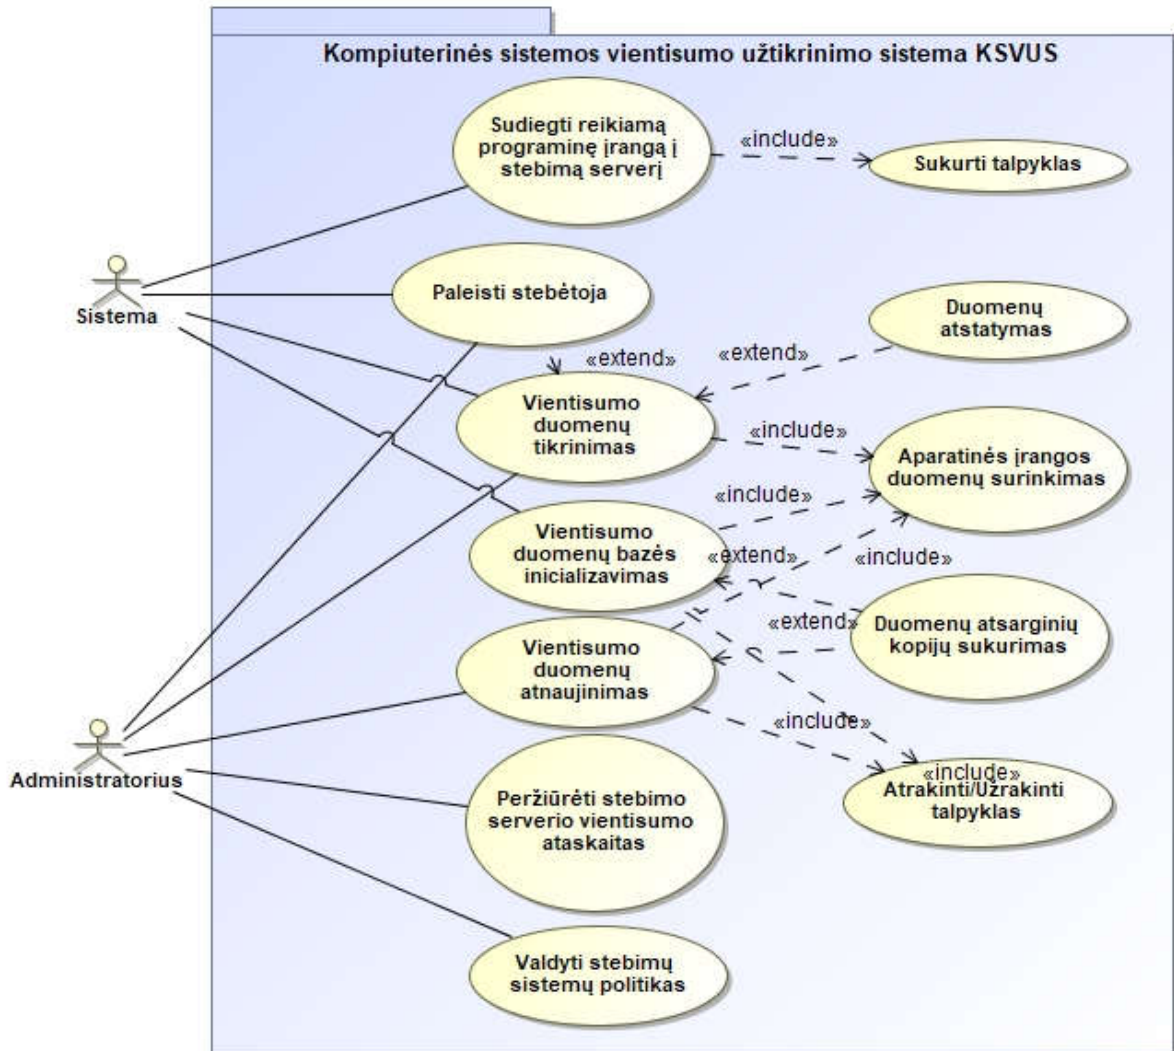 Kompiuterinės sistemos vientisumo užtikrinimo sistema KSVUS
Sudiegti reikiamą
programinę įrangą į
stebimą serverį
«include»
Sukurti talpyklas
Sistema
Paleisti stebėtoja
Duomenų
atstatymas
«extend»
«extend»
Vientisumo
duomenų
tikrinimas
«include»
Aparatinės įrangos
duomenų surinkimas
«include»
Vientisumo
duomenų bazės
inicializavimas
«extend»
«include»
«extend»
Duomenų atsarginių
kopijų sukurimas
Vientisumo
duomenų
atnaujinimas
«include»
Administratorius
«include»
Atrakinti/Užrakinti
talpyklas
Peržiūrėti stebimo
serverio vientisumo
ataskaitas
Valdyti stebimų
sistemų politikas